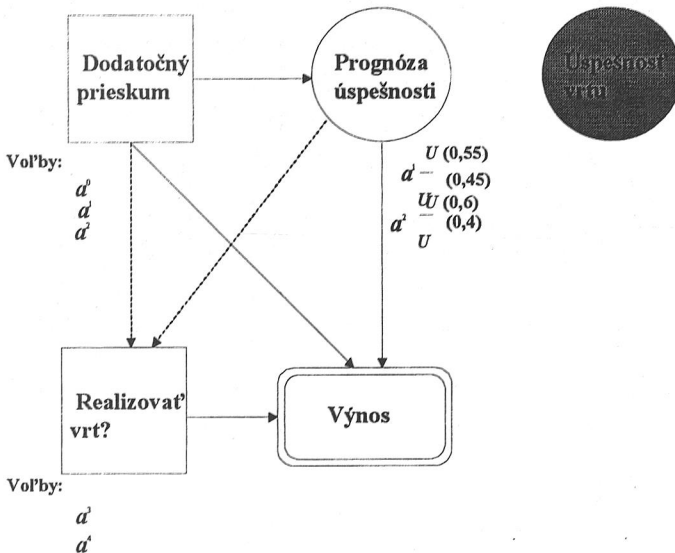 Dodatočný
prieskum
Prognóza
úspešnosti
Úspešnosť
vrtu
Voľby:
a⁰
a¹
a²
U (0,55)
a¹ — (0,45)
U
U (0,6)
a² — (0,4)
U
Realizovať
vrt?
Výnos
Voľby:
a³
a⁴